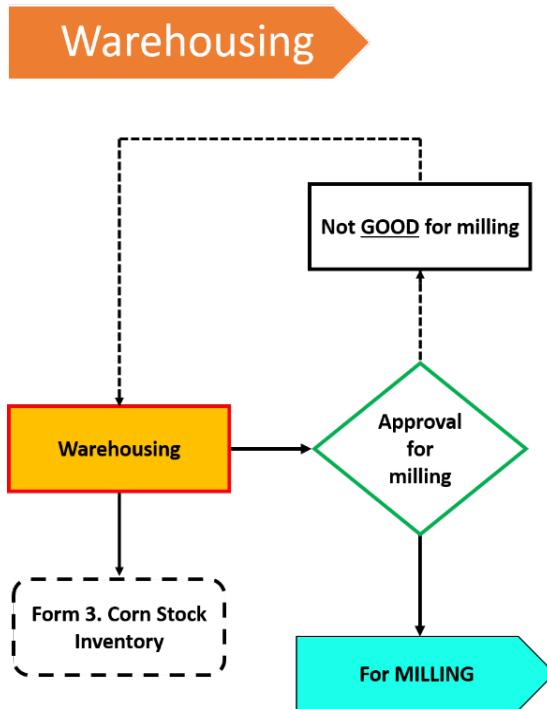 Warehousing
Not GOOD for milling
Warehousing
Approval
for
milling
Form 3. Corn Stock
Inventory
For MILLING